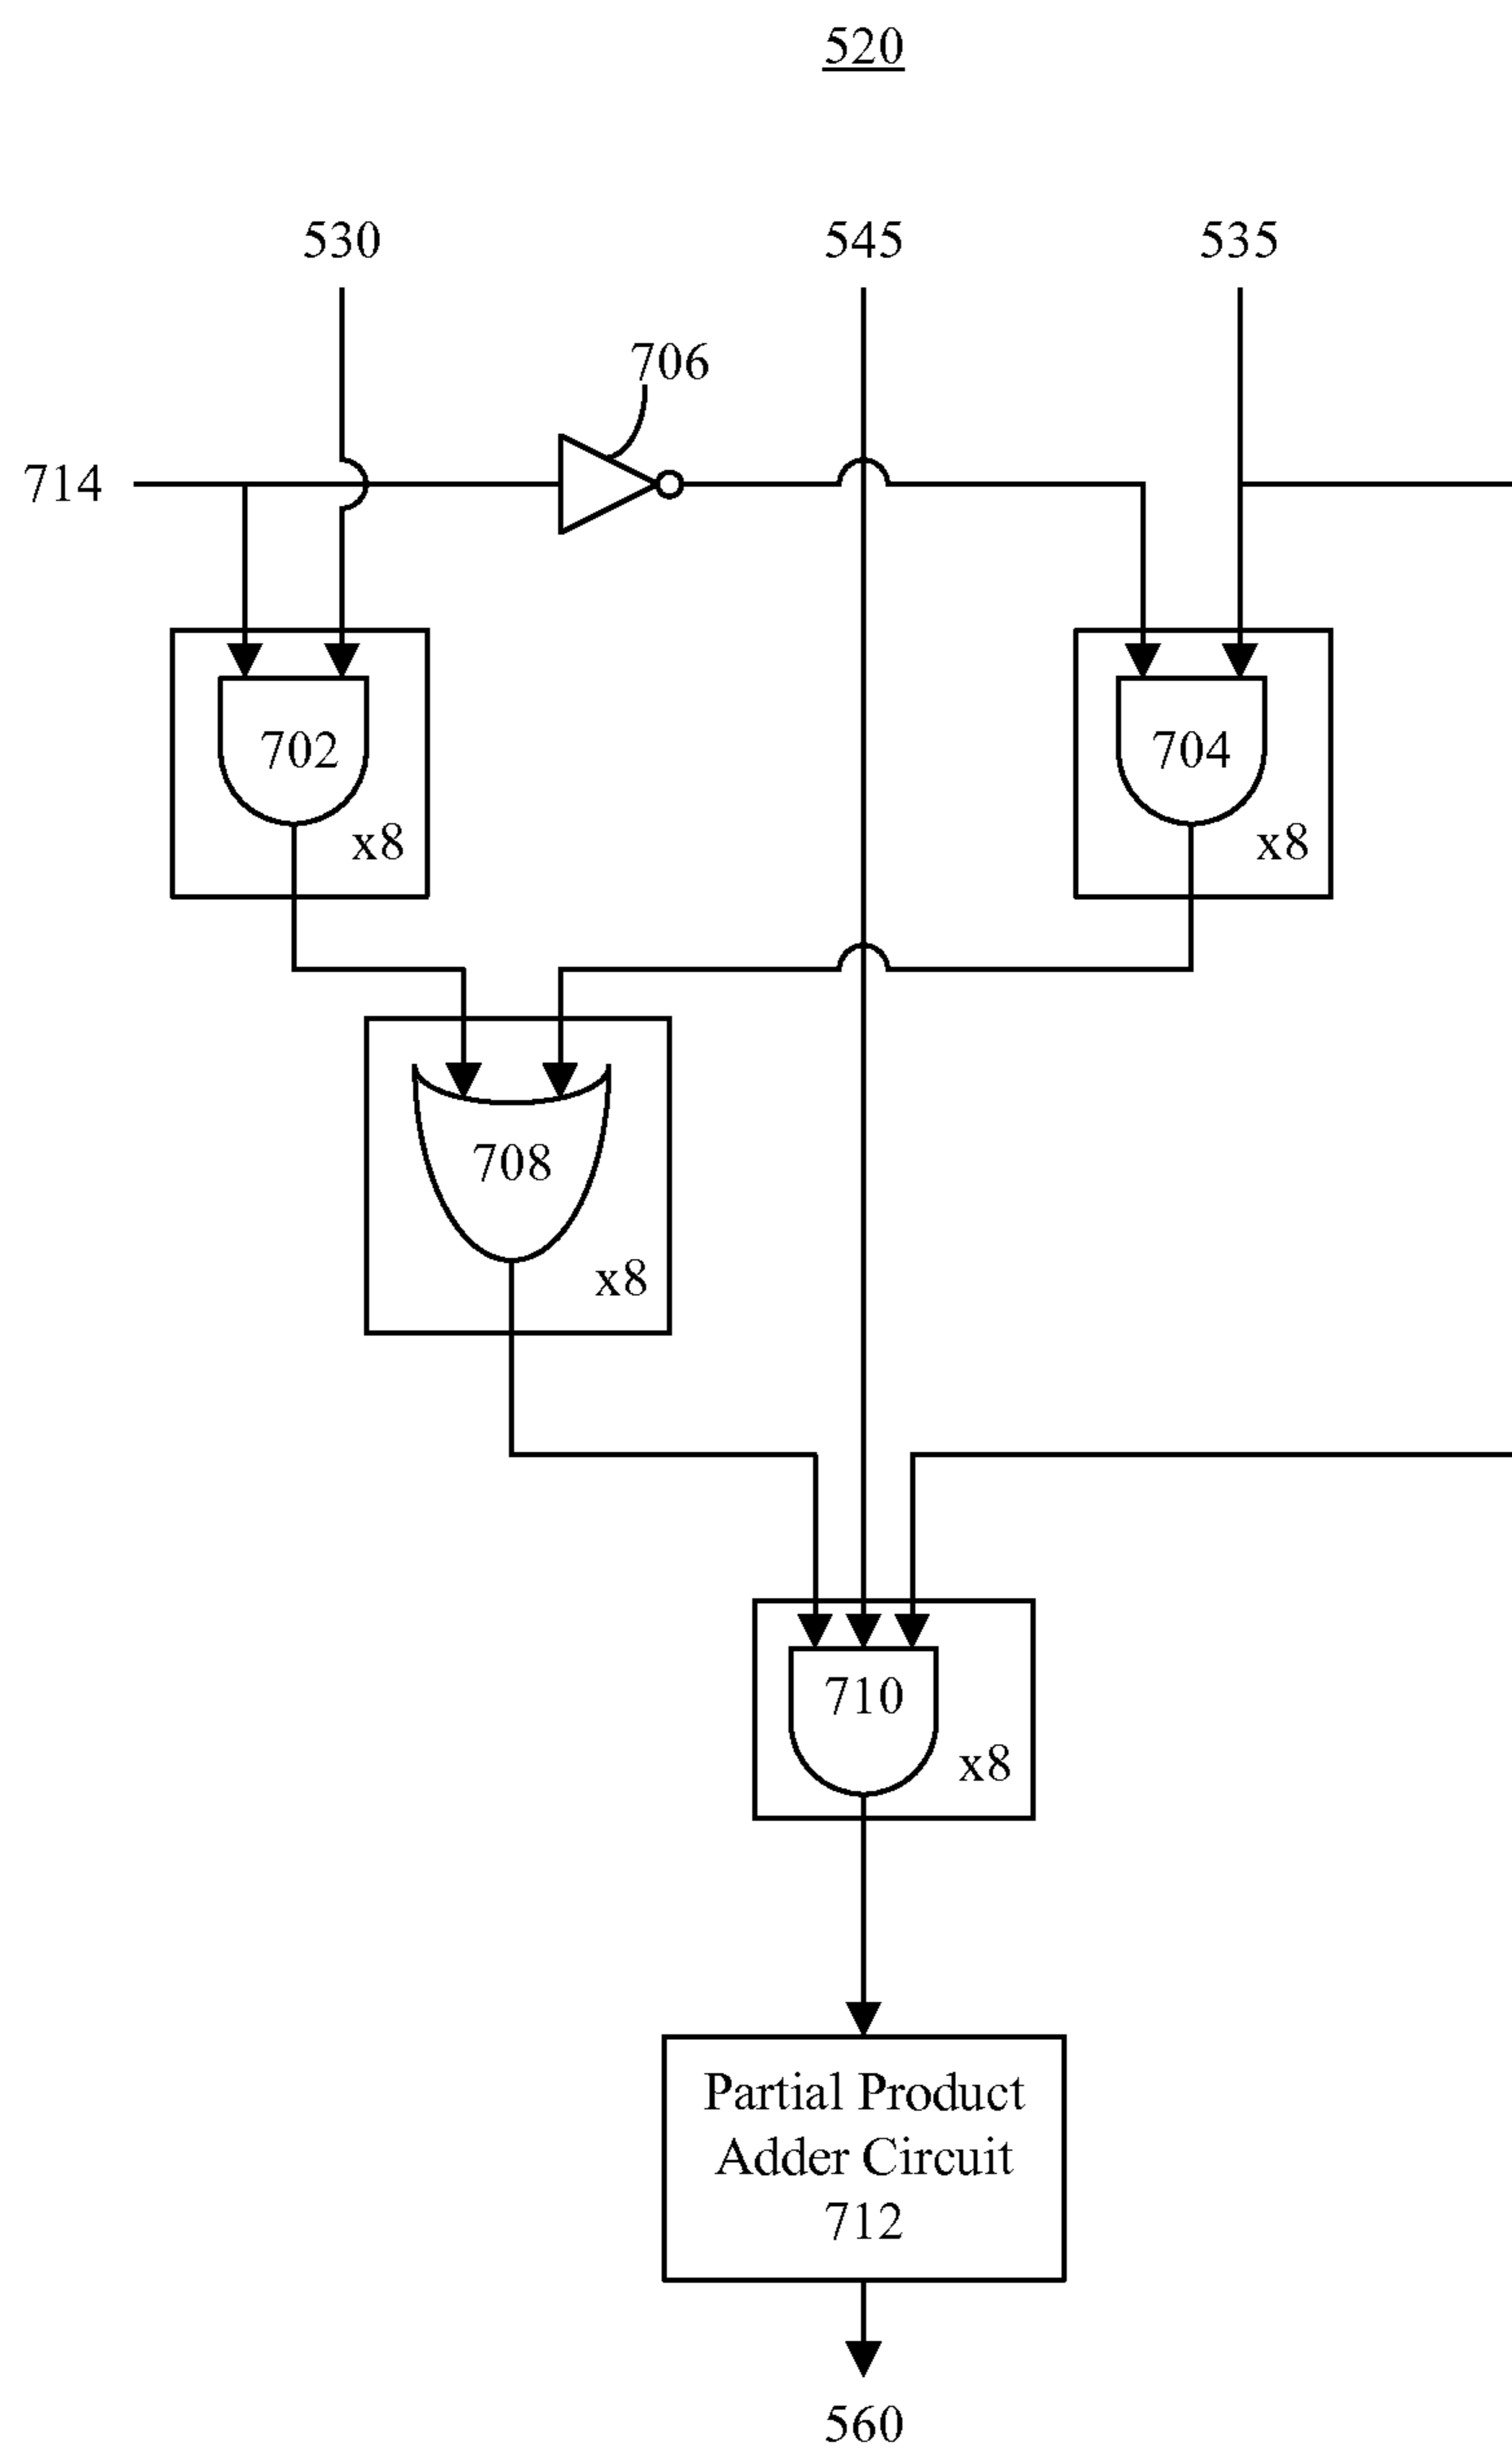 520
530
545
535
706
714
702
x8
704
x8
708
x8
710
x8
Partial Product
Adder Circuit
712
560